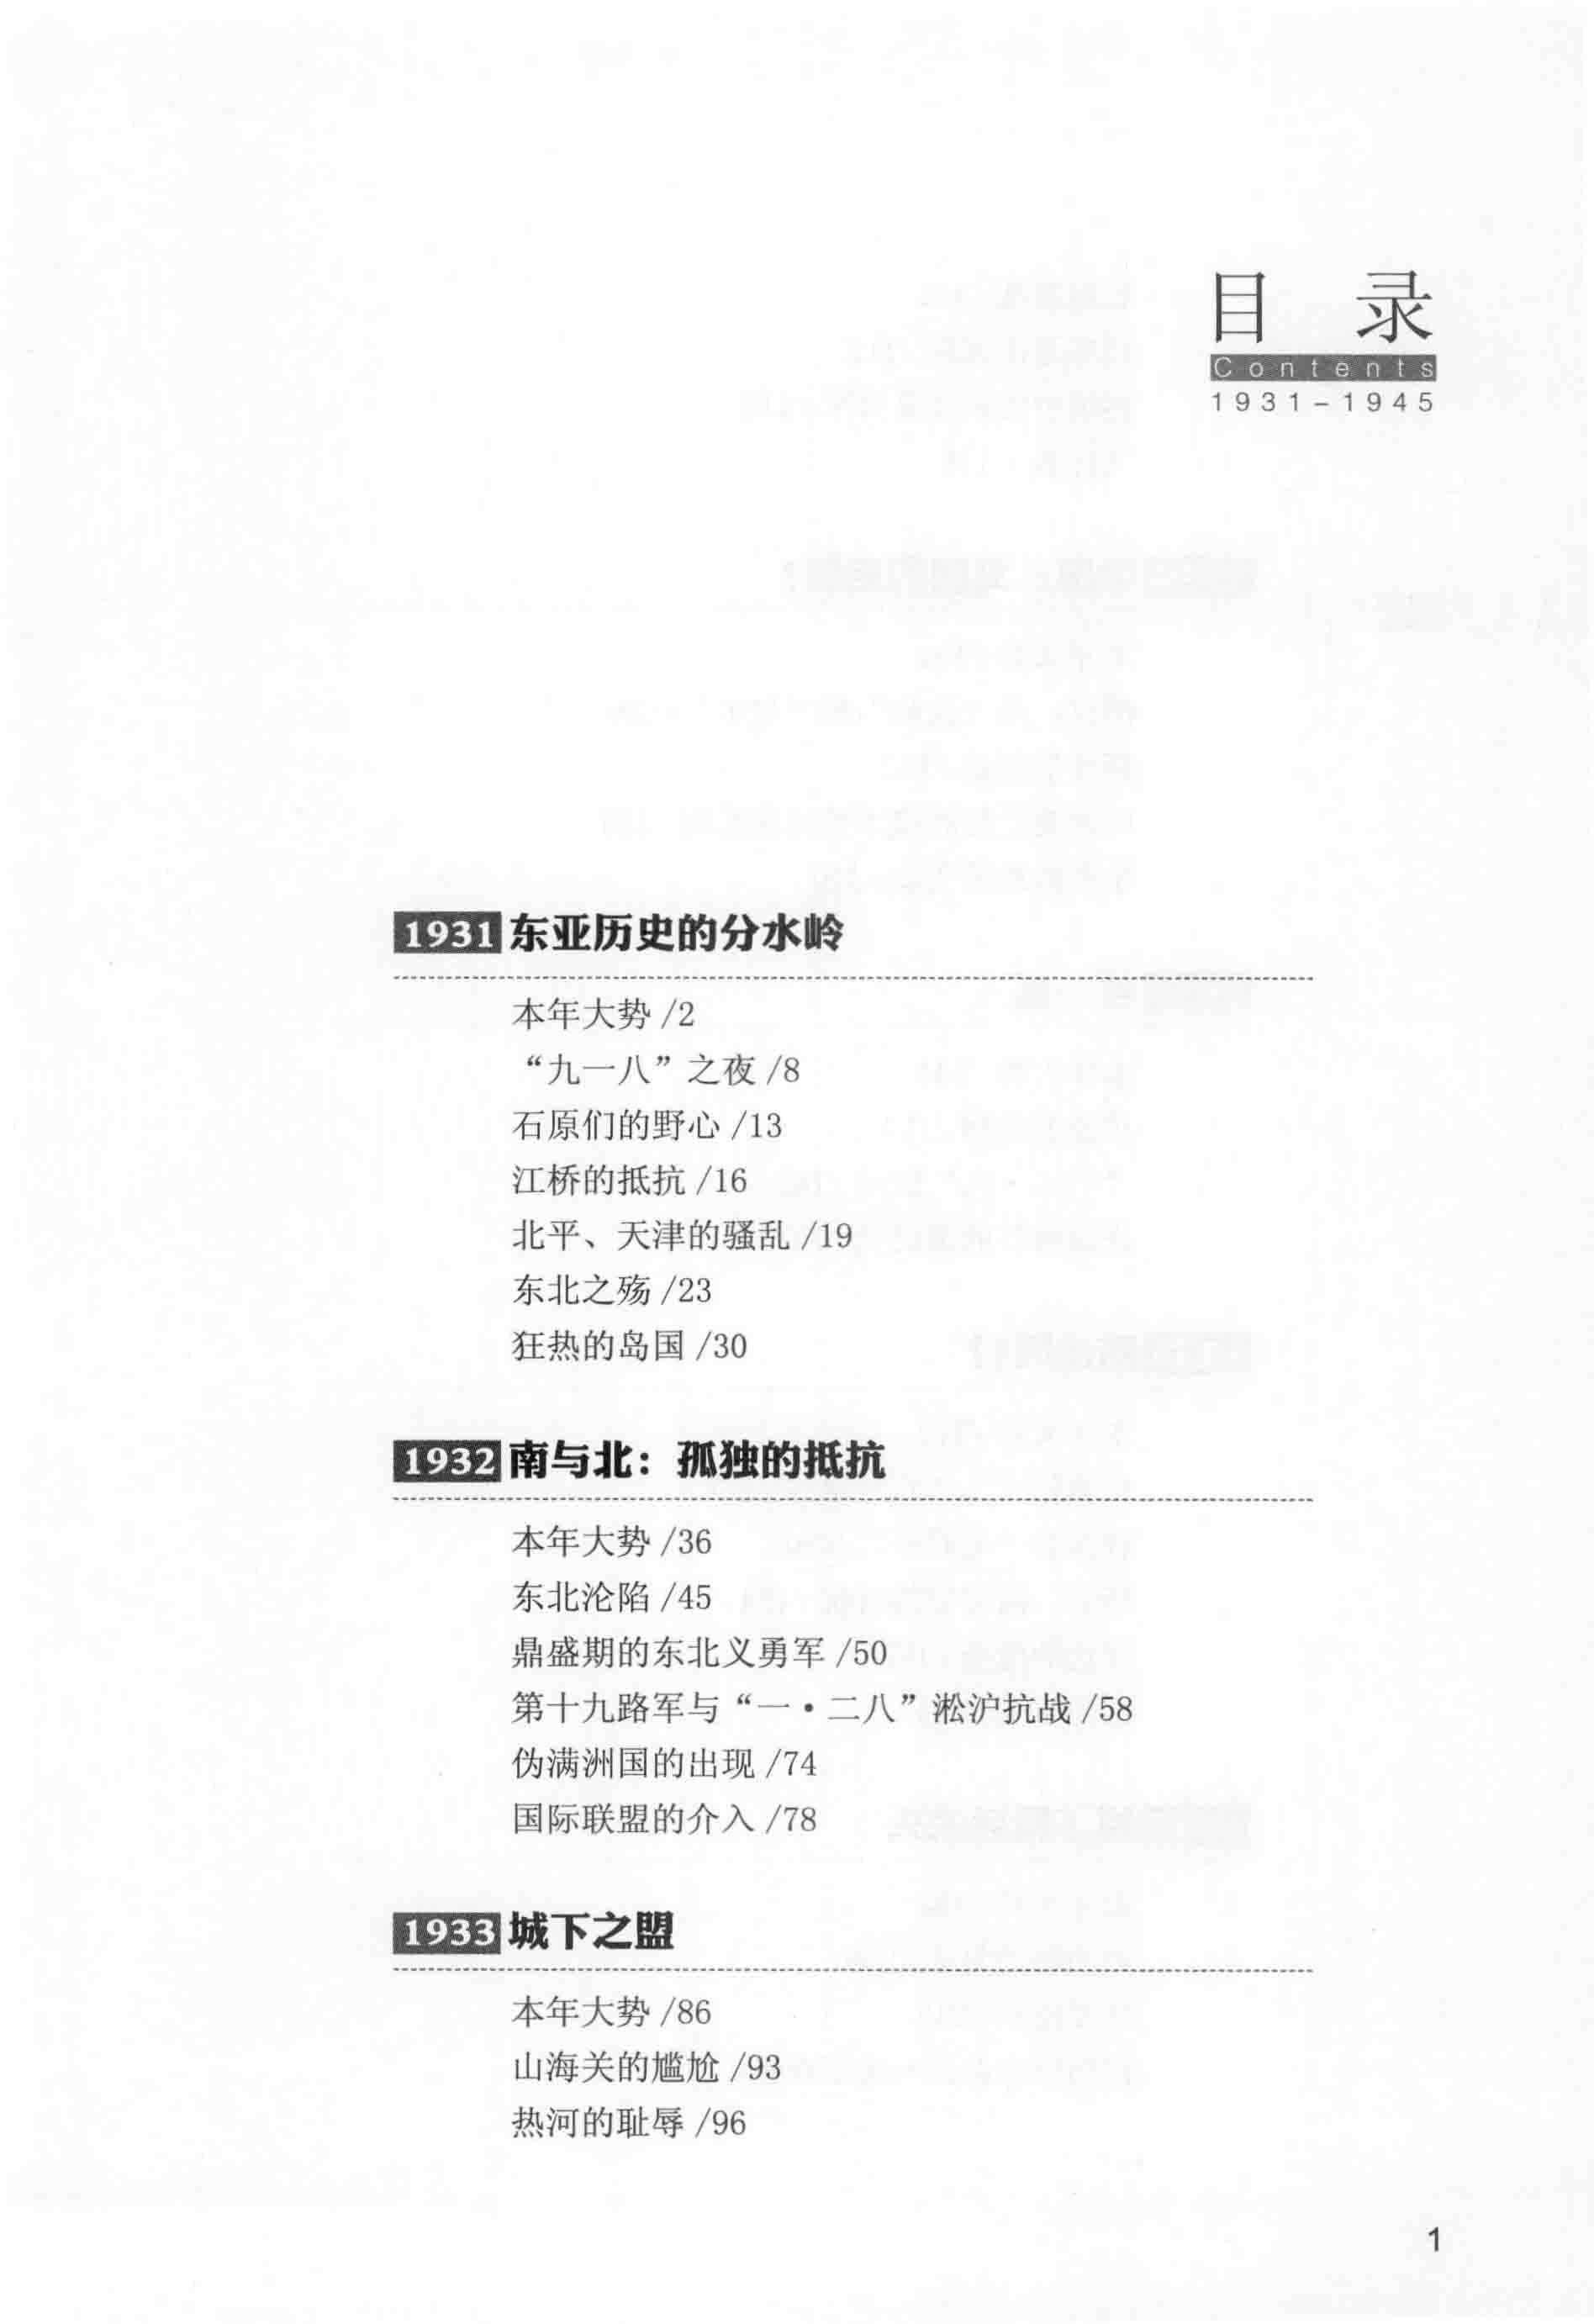 目 录
Contents
1931-1945
1931 东亚历史的分水岭
本年大势 /2
“九一八”之夜 /8
石原们的野心 /13
江桥的抵抗 /16
北平、天津的骚乱 /19
东北之殇 /23
狂热的岛国 /30
1932 南与北：孤独的抵抗
本年大势 /36
东北沦陷 /45
鼎盛期的东北义勇军 /50
第十九路军与“一·二八”淞沪抗战 /58
伪满洲国的出现 /74
国际联盟的介入 /78
1933 城下之盟
本年大势 /86
山海关的尴尬 /93
热河的耻辱 /96
1